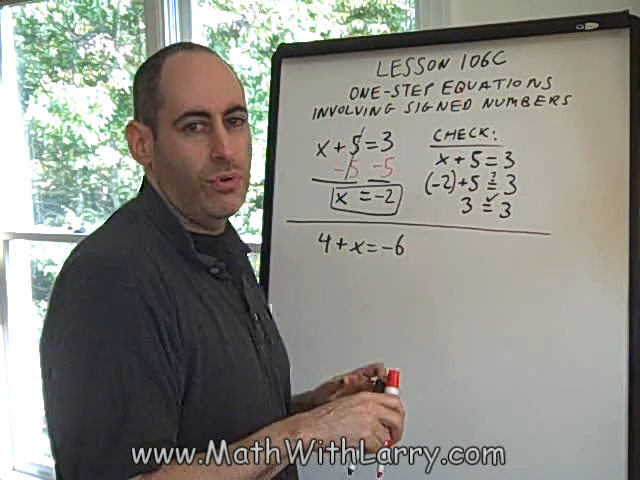 LESSON 106C
ONE-STEP EQUATIONS
INVOLVING SIGNED NUMBERS
x + 5 = 3
-5 -5
x = -2
CHECK:
x + 5 = 3
(-2) + 5 ≟ 3
3 = 3 ✓
4 + x = -6
www.MathWithLarry.com